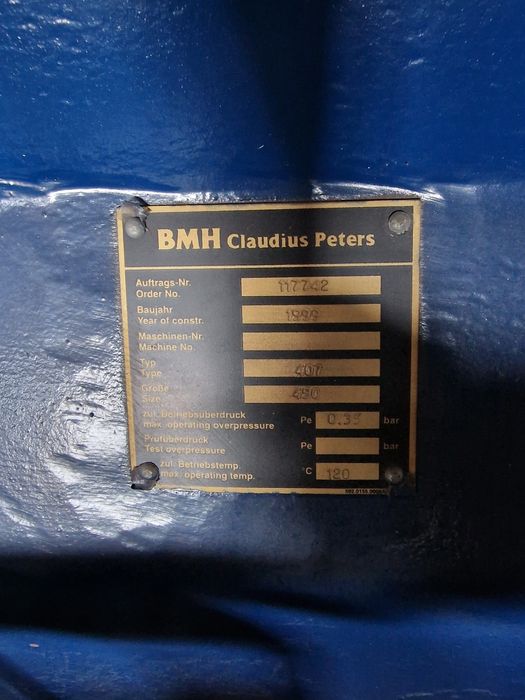 BMH Claudius Peters
Auftrags-Nr.
Order No. 117742
Baujahr
Year of constr. 1999
Maschinen-Nr.
Machine No.
Typ
Type 407
Größe
Size 450
zul. Betriebsüberdruck
max. operating overpressure Pe 0.35 bar
Prüfüberdruck
Test overpressure Pe bar
zul. Betriebstemp.
max. operating temp. °C 120